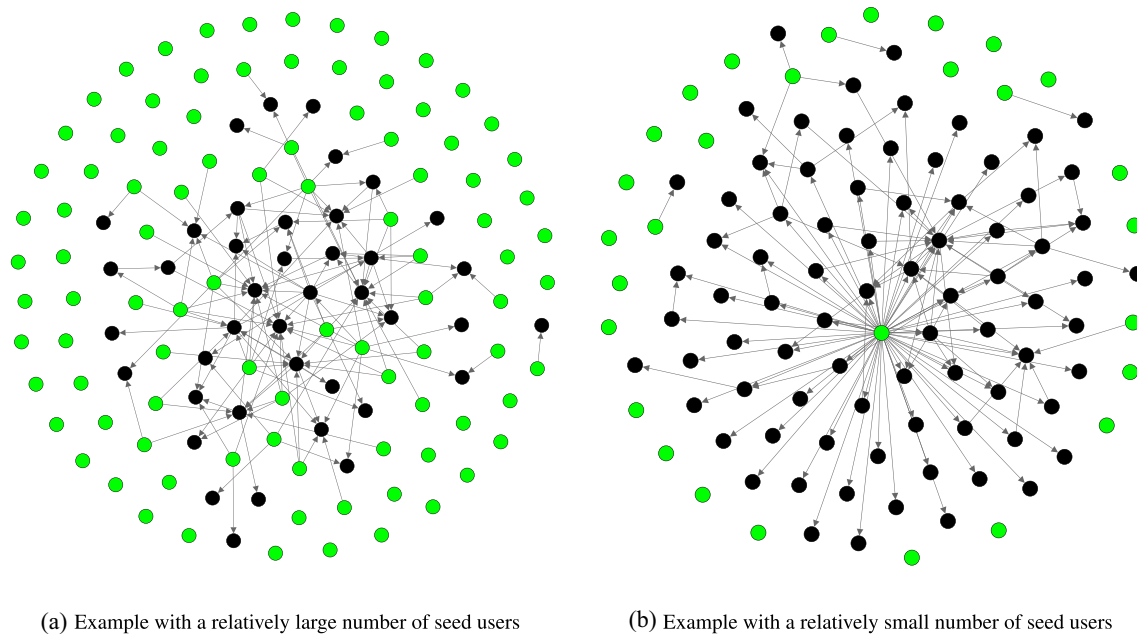 (a) Example with a relatively large number of seed users
(b) Example with a relatively small number of seed users